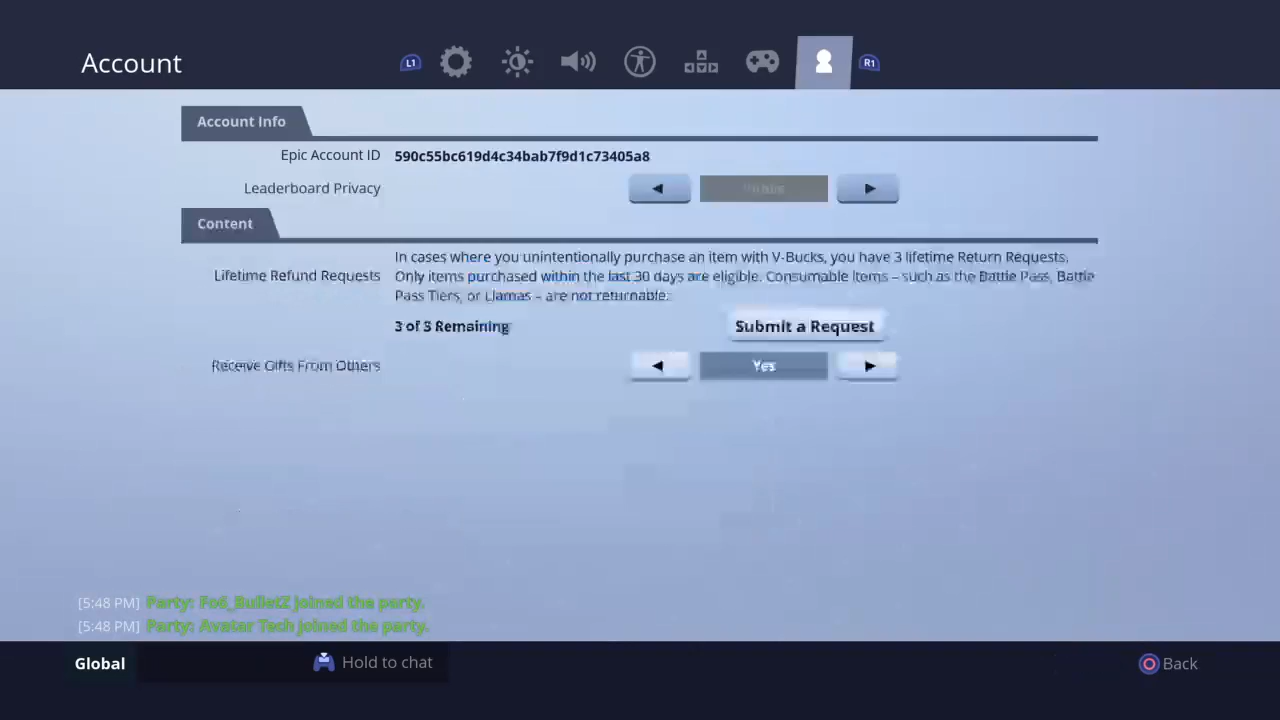 Account
L1
R1
Account Info
Epic Account ID 590c55bc619d4c34bab7f9d1c73405a8
Leaderboard Privacy
Content
In cases where you unintentionally purchase an item with V-Bucks, you have 3 lifetime Return Requests.
Lifetime Refund Requests Only items purchased within the last 30 days are eligible. Consumable Items – such as the Battle Pass, Battle
Pass Tiers, or Llamas – are not returnable.
3 of 3 Remaining Submit a Request
Receive Gifts From Others Yes
[5:48 PM] Party: Fo6_BulletZ joined the party.
[5:48 PM] Party: Avatar Tech joined the party.
Global Hold to chat Back